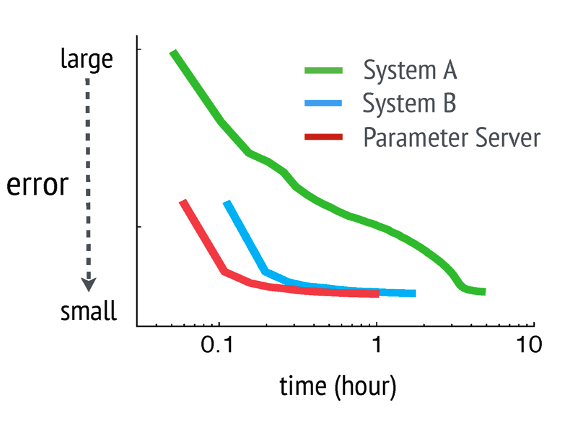 large
System A
System B
Parameter Server
error
small
0.1 1 10
time (hour)